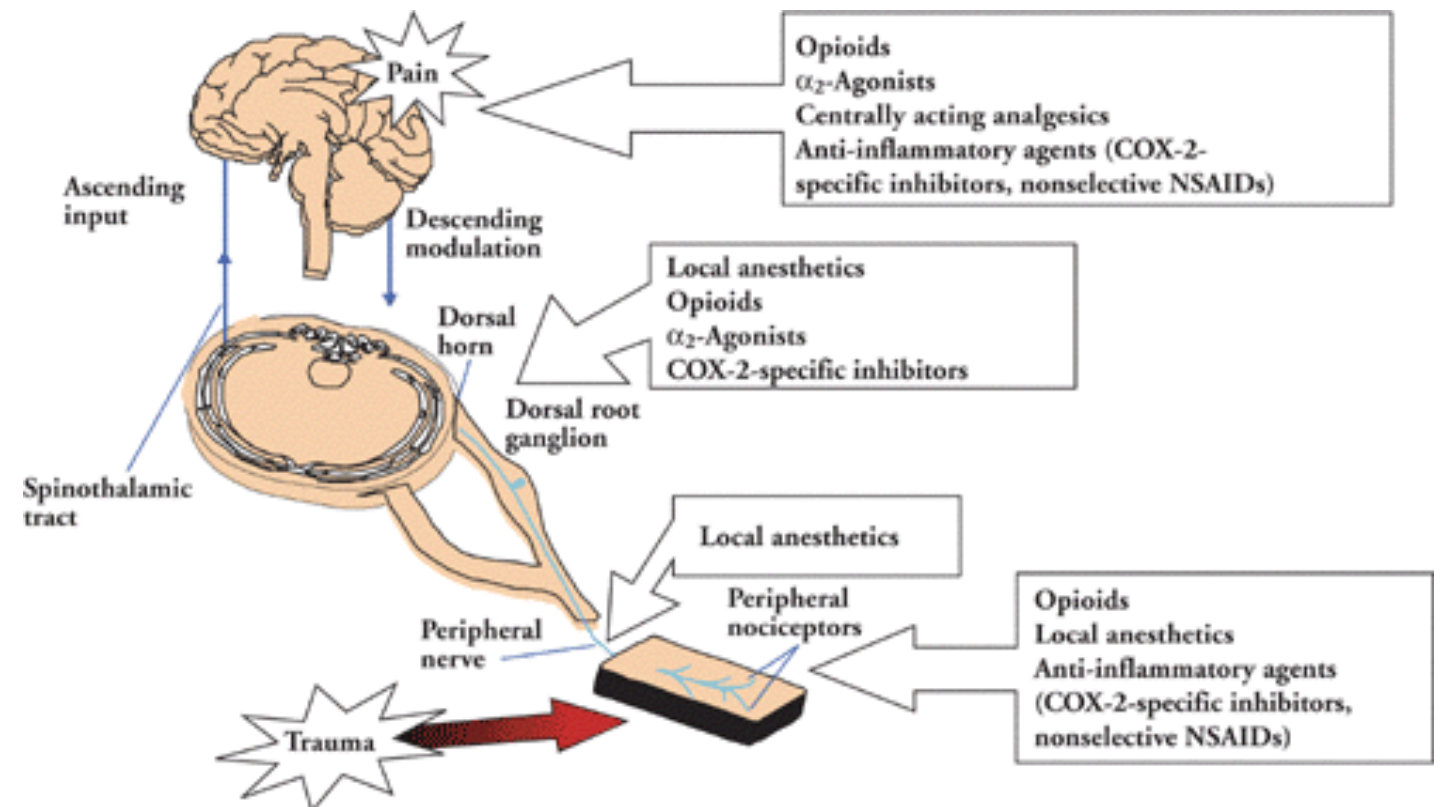 Pain
Opioids
α₂-Agonists
Centrally acting analgesics
Anti-inflammatory agents (COX-2-
specific inhibitors, nonselective NSAIDs)
Ascending
input
Descending
modulation
Local anesthetics
Opioids
α₂-Agonists
COX-2-specific inhibitors
Dorsal
horn
Dorsal root
ganglion
Spinothalamic
tract
Local anesthetics
Peripheral
nociceptors
Peripheral
nerve
Opioids
Local anesthetics
Anti-inflammatory agents
(COX-2-specific inhibitors,
nonselective NSAIDs)
Trauma